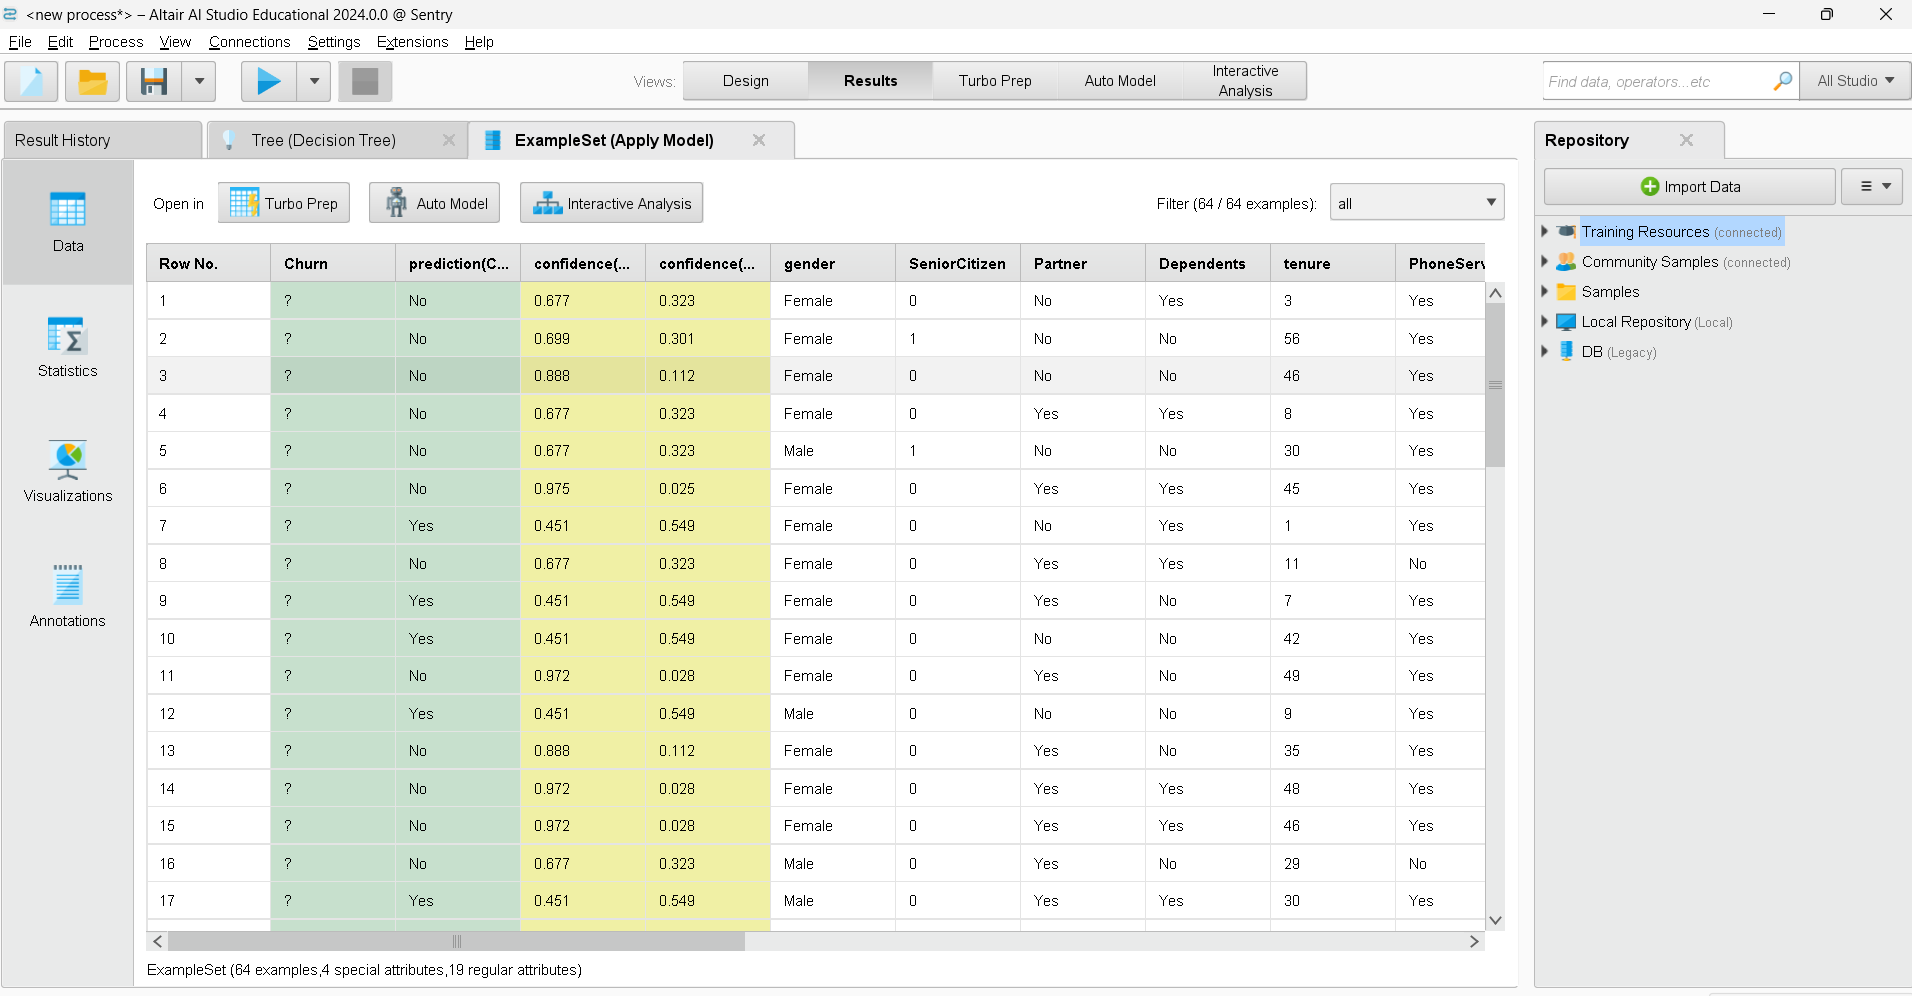 <new process*> – Altair AI Studio Educational 2024.0.0 @ Sentry
File Edit Process View Connections Settings Extensions Help
Views: Design Results Turbo Prep Auto Model Interactive Analysis Find data, operators...etc All Studio
Result History Tree (Decision Tree) ExampleSet (Apply Model) Repository
Open in Turbo Prep Auto Model Interactive Analysis Filter (64 / 64 examples): all
Data
Statistics
Visualizations
Annotations
Row No. Churn prediction(C... confidence(... confidence(... gender SeniorCitizen Partner Dependents tenure PhoneServ
1 ? No 0.677 0.323 Female 0 No Yes 3 Yes
2 ? No 0.699 0.301 Female 1 No No 56 Yes
3 ? No 0.888 0.112 Female 0 No No 46 Yes
4 ? No 0.677 0.323 Female 0 Yes Yes 8 Yes
5 ? No 0.677 0.323 Male 1 No No 30 Yes
6 ? No 0.975 0.025 Female 0 Yes Yes 45 Yes
7 ? Yes 0.451 0.549 Female 0 No Yes 1 Yes
8 ? No 0.677 0.323 Female 0 Yes Yes 11 No
9 ? Yes 0.451 0.549 Female 0 Yes No 7 Yes
10 ? Yes 0.451 0.549 Female 0 No No 42 Yes
11 ? No 0.972 0.028 Female 0 Yes No 49 Yes
12 ? Yes 0.451 0.549 Male 0 No No 9 Yes
13 ? No 0.888 0.112 Female 0 Yes No 35 Yes
14 ? No 0.972 0.028 Female 0 Yes Yes 48 Yes
15 ? No 0.972 0.028 Female 0 Yes Yes 46 Yes
16 ? No 0.677 0.323 Male 0 Yes No 29 No
17 ? Yes 0.451 0.549 Male 0 Yes Yes 30 Yes
ExampleSet (64 examples,4 special attributes,19 regular attributes)
Import Data
Training Resources (connected)
Community Samples (connected)
Samples
Local Repository (Local)
DB (Legacy)